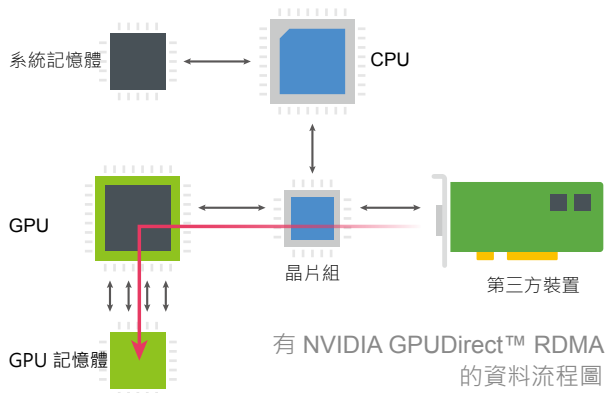 系統記憶體
CPU
GPU
晶片組
第三方裝置
GPU 記憶體
有 NVIDIA GPUDirect™ RDMA
的資料流程圖